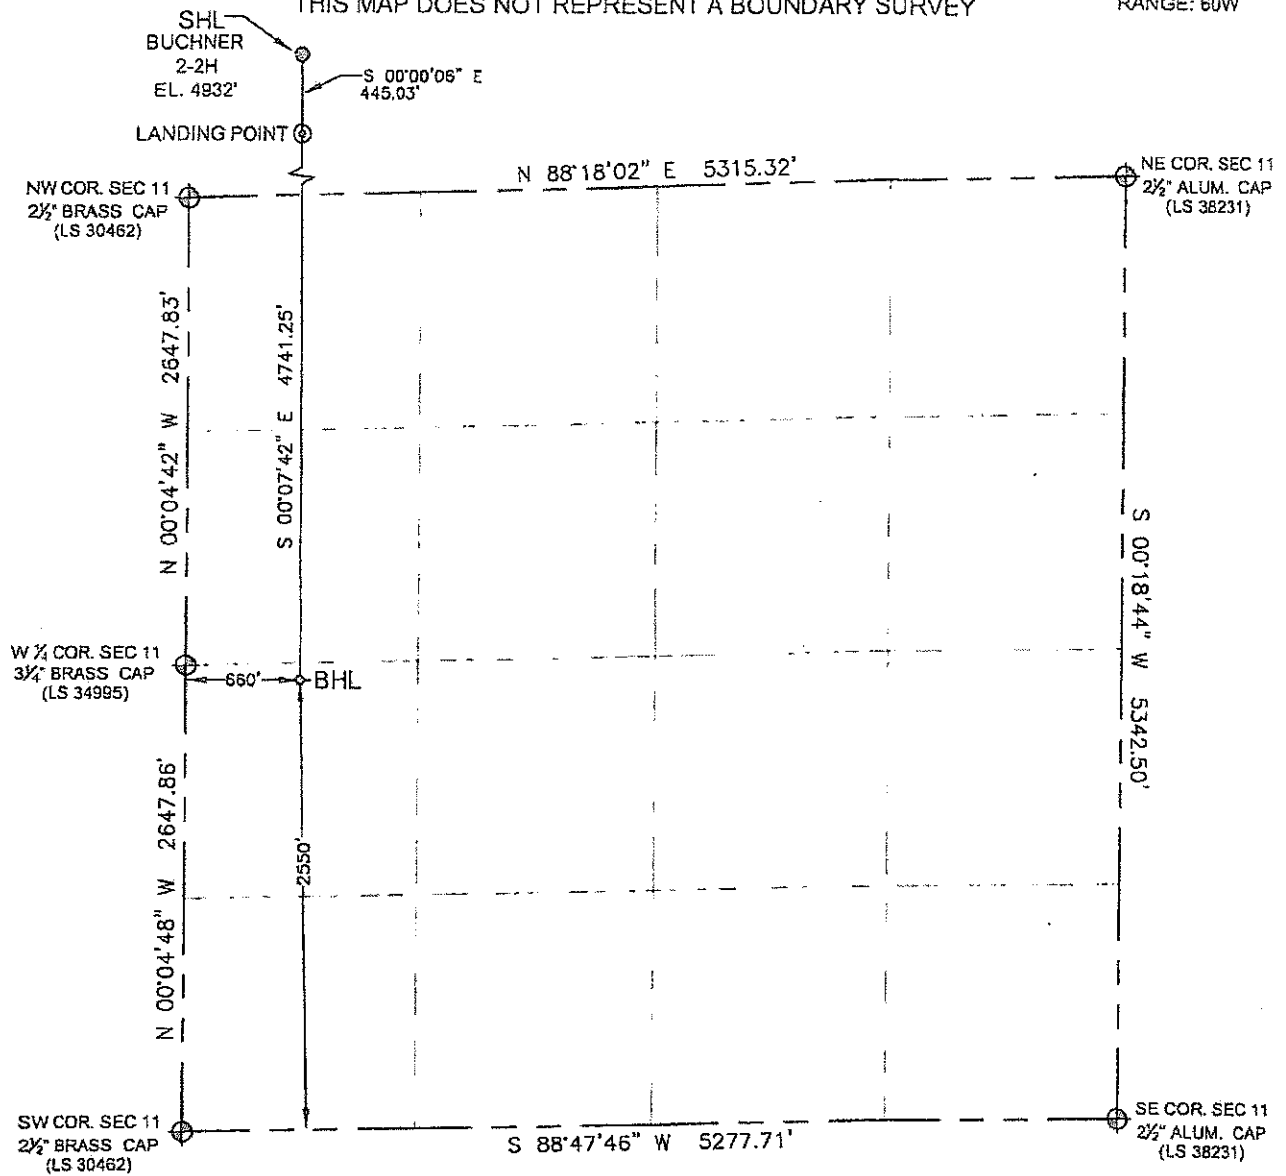 THIS MAP DOES NOT REPRESENT A BOUNDARY SURVEY
RANGE: 60W
SHL
BUCHNER
2-2H
EL. 4932'
S 00°00'06" E
445.03'
LANDING POINT
N 88°18'02" E 5315.32'
NW COR. SEC 11
2½" BRASS CAP
(LS 30462)
NE COR. SEC 11
2½" ALUM. CAP
(LS 38231)
N 00°04'42" W 2647.83'
S 00°07'42" E 4741.25'
S 00°18'44" W 5342.50'
W ¼ COR. SEC 11
3¼" BRASS CAP
(LS 34995)
660'
BHL
N 00°04'48" W 2647.86'
2550'
SW COR. SEC 11
2½" BRASS CAP
(LS 30462)
S 88°47'46" W 5277.71'
SE COR. SEC 11
2½" ALUM. CAP
(LS 38231)